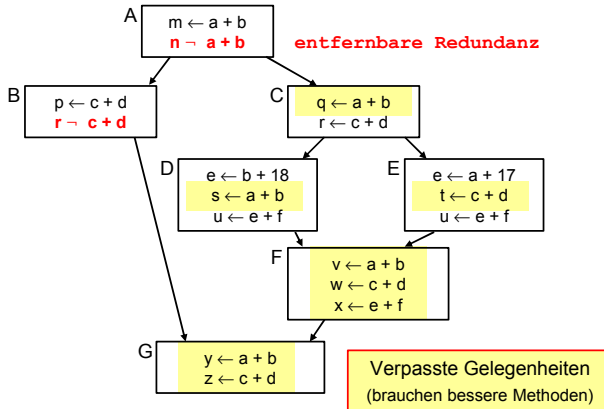 A
m ← a + b
n ¬ a + b
entfernbare Redundanz
B
p ← c + d
r ¬ c + d
C
q ← a + b
r ← c + d
D
e ← b + 18
s ← a + b
u ← e + f
E
e ← a + 17
t ← c + d
u ← e + f
F
v ← a + b
w ← c + d
x ← e + f
G
y ← a + b
z ← c + d
Verpasste Gelegenheiten
(brauchen bessere Methoden)